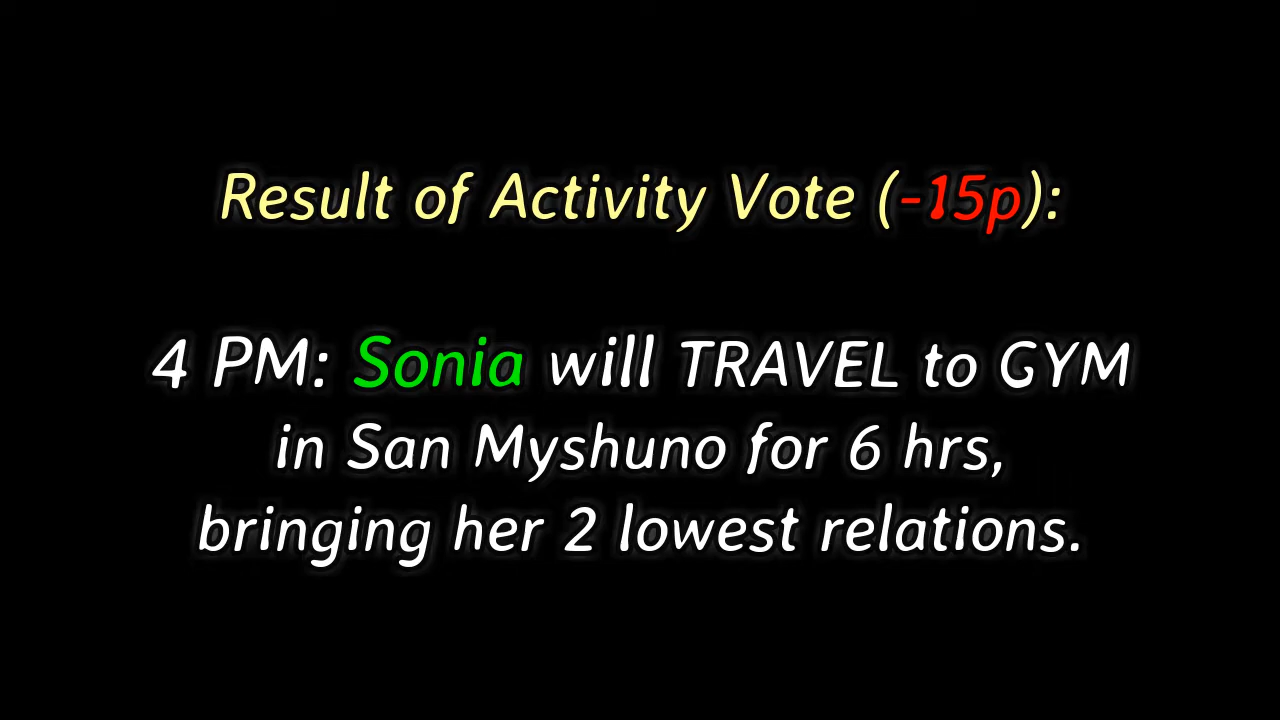 Result of Activity Vote (-15p):
4 PM: Sonia will TRAVEL to GYM
in San Myshuno for 6 hrs,
bringing her 2 lowest relations.